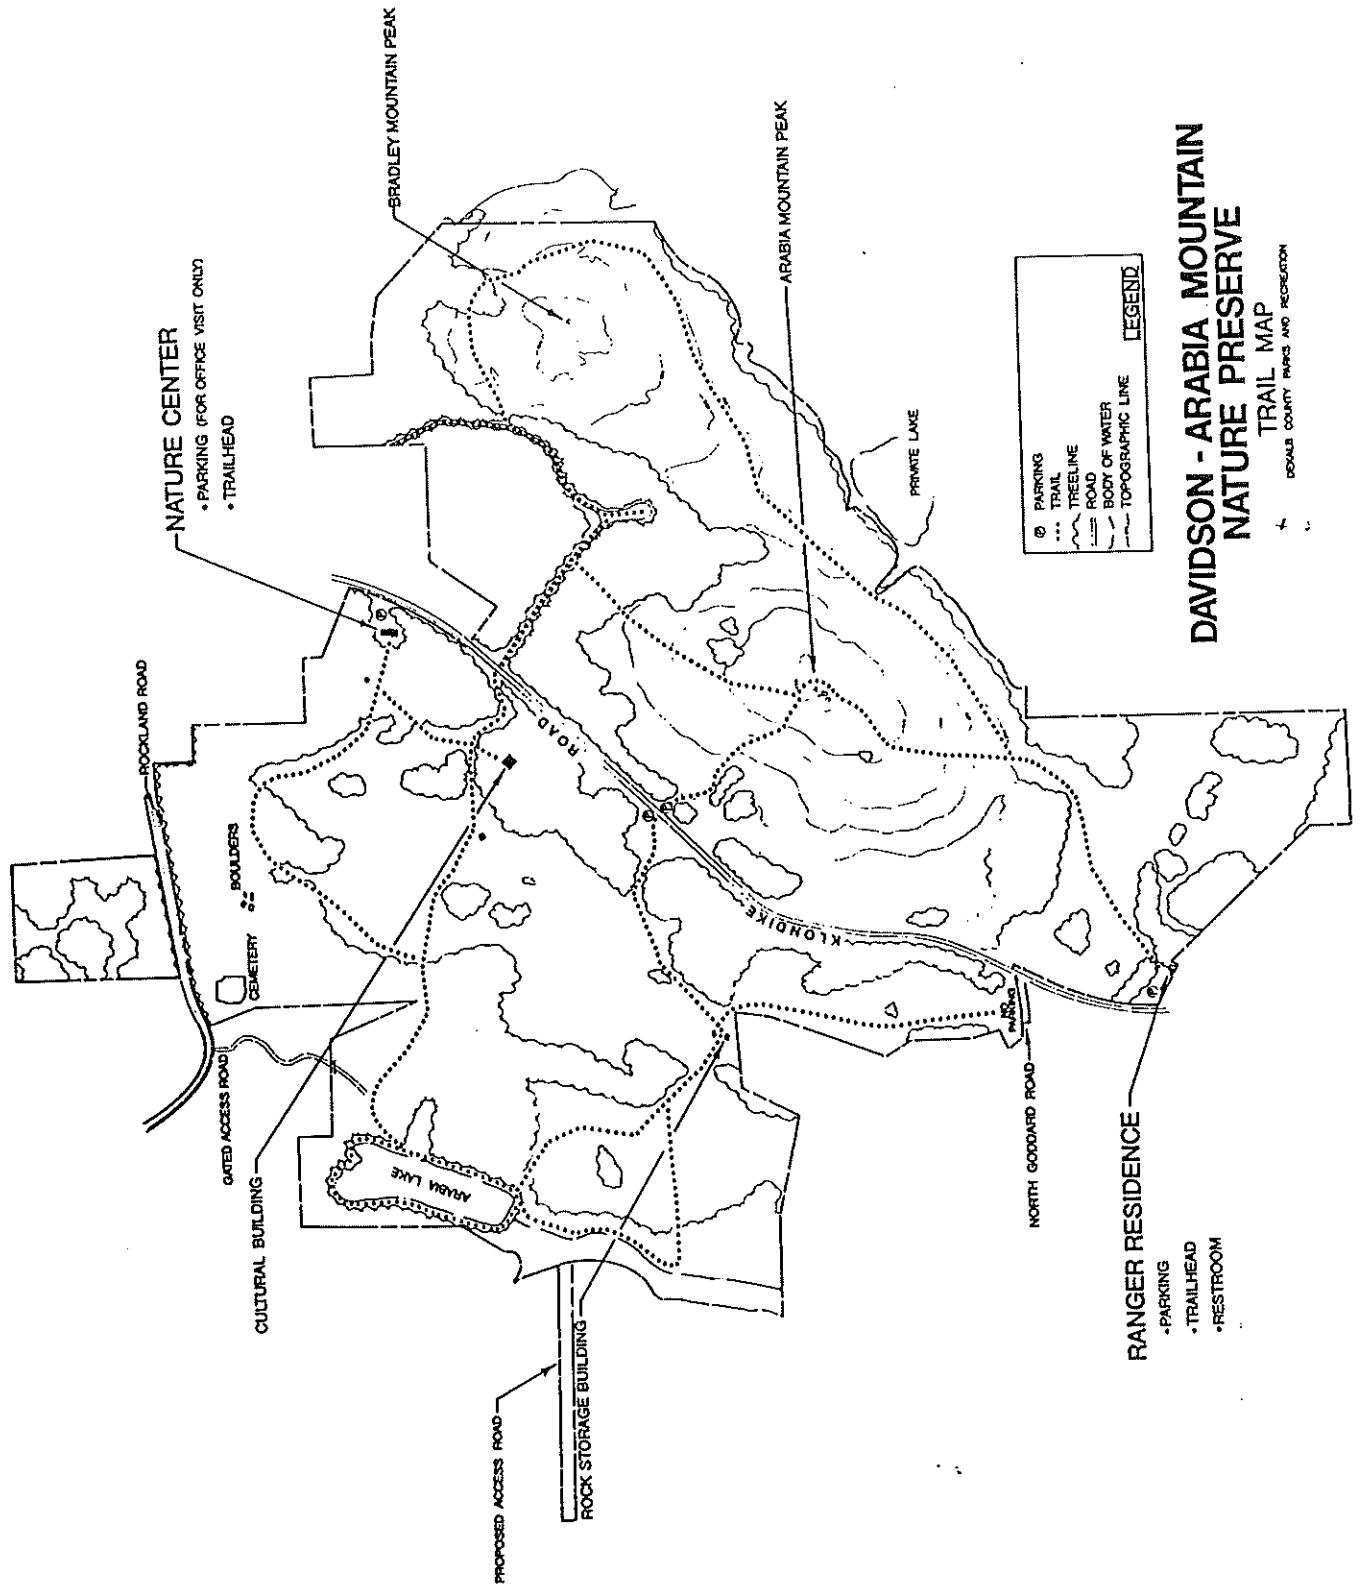 DAVIDSON - ARABIA MOUNTAIN
NATURE PRESERVE
TRAIL MAP
DEKALB COUNTY PARKS AND RECREATION
LEGEND
PARKING
TRAIL
TREELINE
ROAD
BODY OF WATER
TOPOGRAPHIC LINE
NATURE CENTER
• PARKING (FOR OFFICE VISIT ONLY)
• TRAILHEAD
BRADLEY MOUNTAIN PEAK
ARABIA MOUNTAIN PEAK
PRIVATE LAKE
ROCKLAND ROAD
BOULDERS
CEMETERY
GATED ACCESS ROAD
CULTURAL BUILDING
ARABIA LAKE
KLONDIKE
ROAD
NO
PARKING
NORTH GODDARD ROAD
PROPOSED ACCESS ROAD
ROCK STORAGE BUILDING
RANGER RESIDENCE
• PARKING
• TRAILHEAD
• RESTROOM